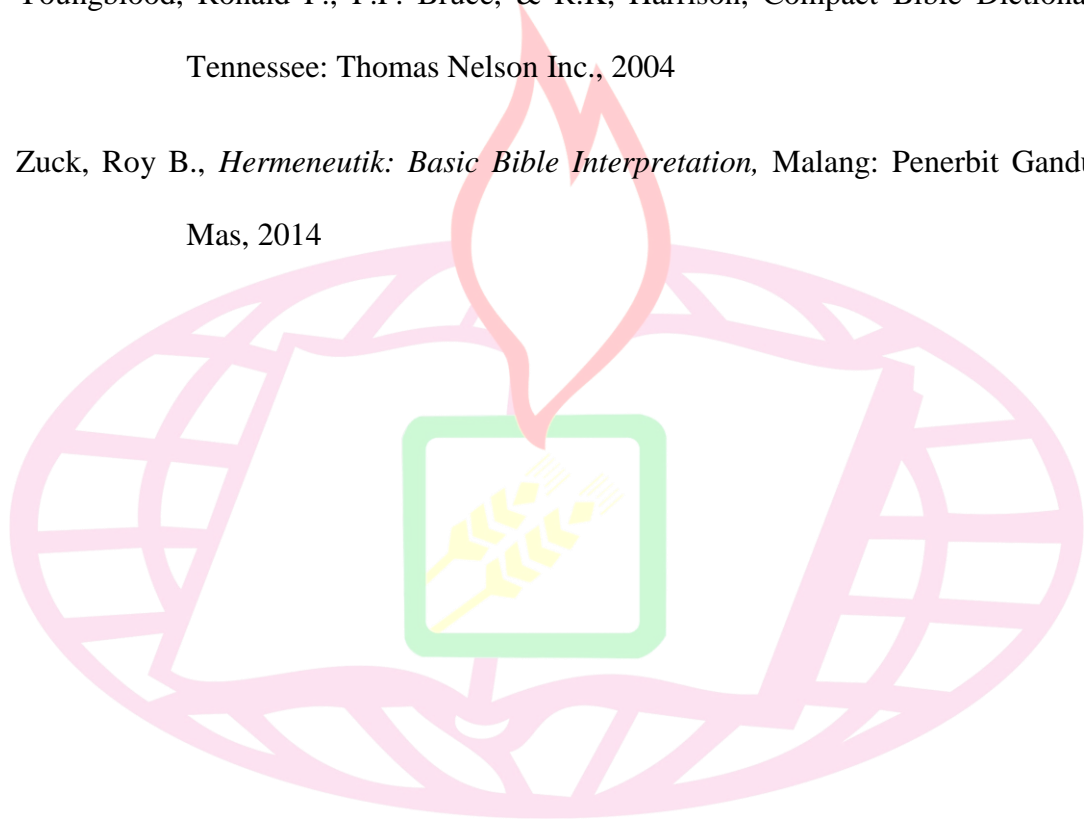 Youngblood, Ronald F., F.F. Bruce, & R.K, Harrison, Compact Bible Dictiona
Tennessee: Thomas Nelson Inc., 2004
Zuck, Roy B., Hermeneutik: Basic Bible Interpretation, Malang: Penerbit Gandu
Mas, 2014